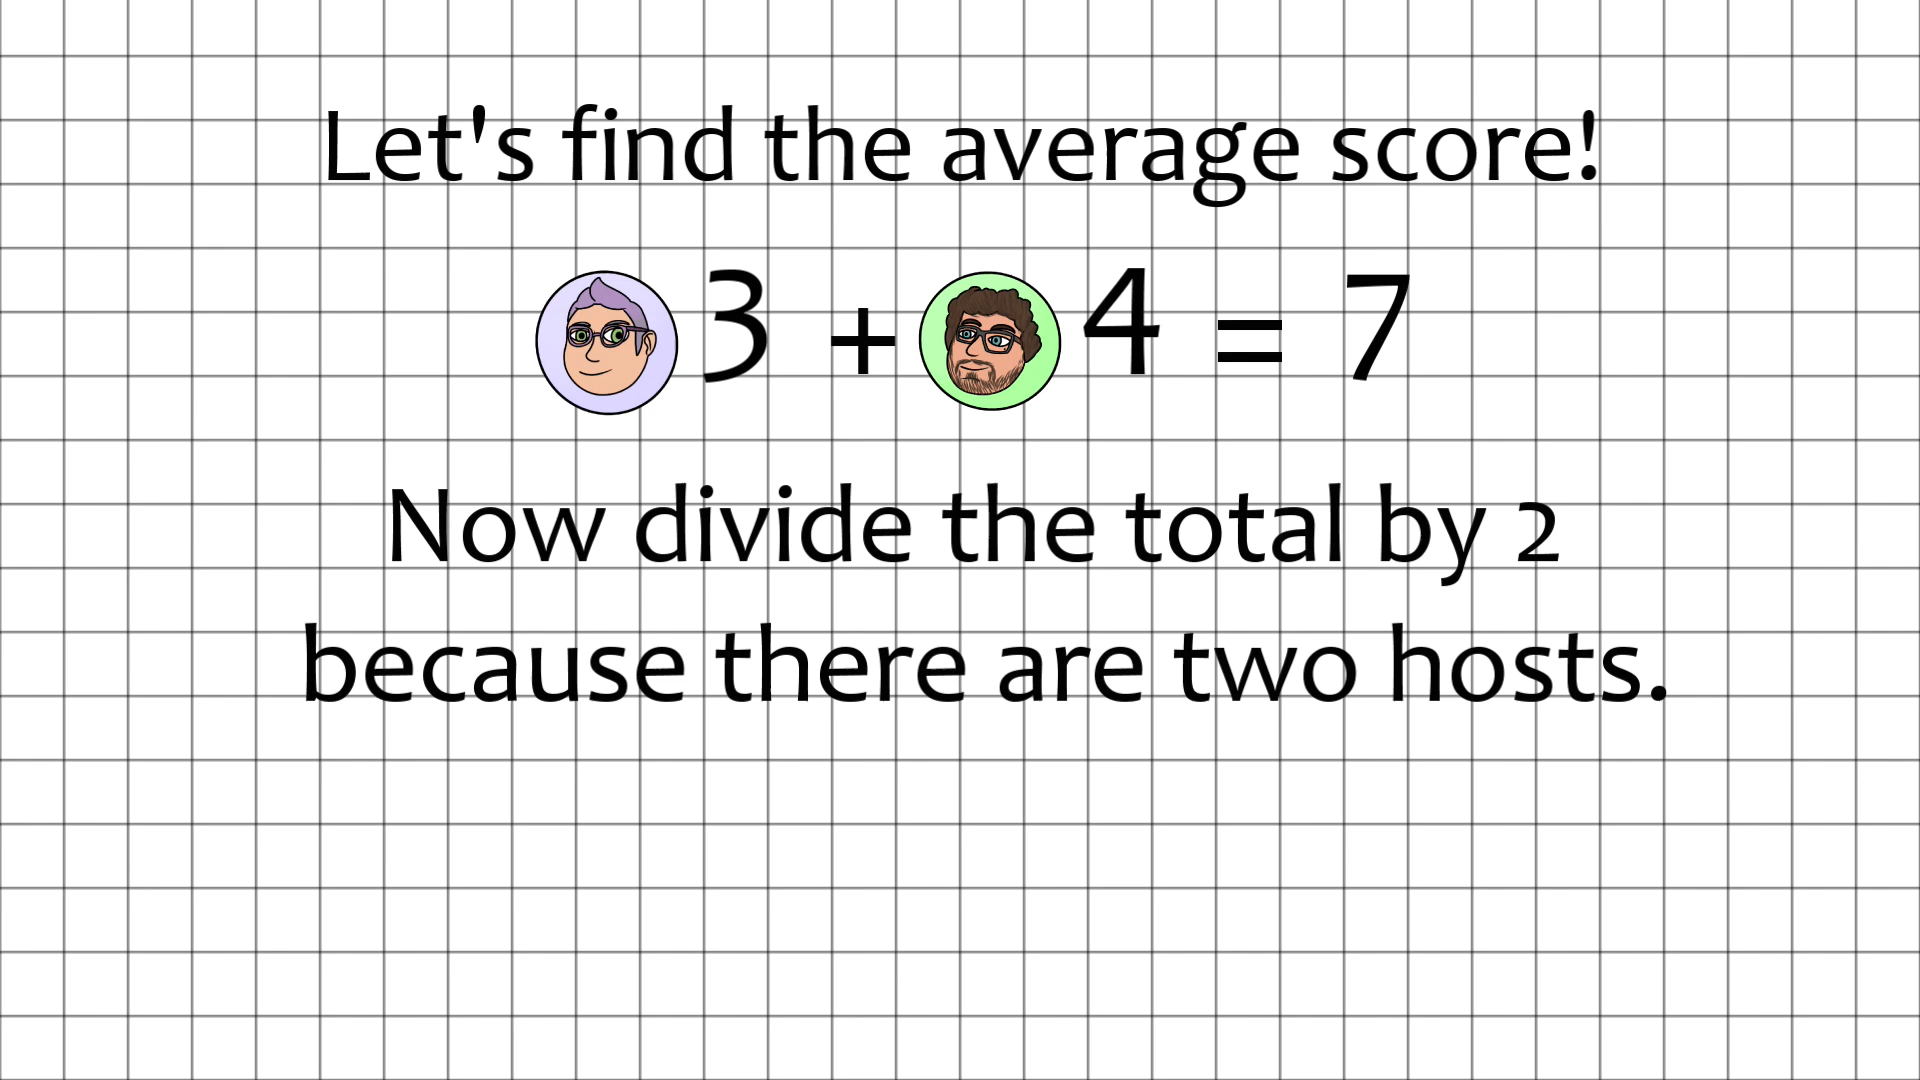 Let's find the average score!
3 + 4 = 7
Now divide the total by 2
because there are two hosts.